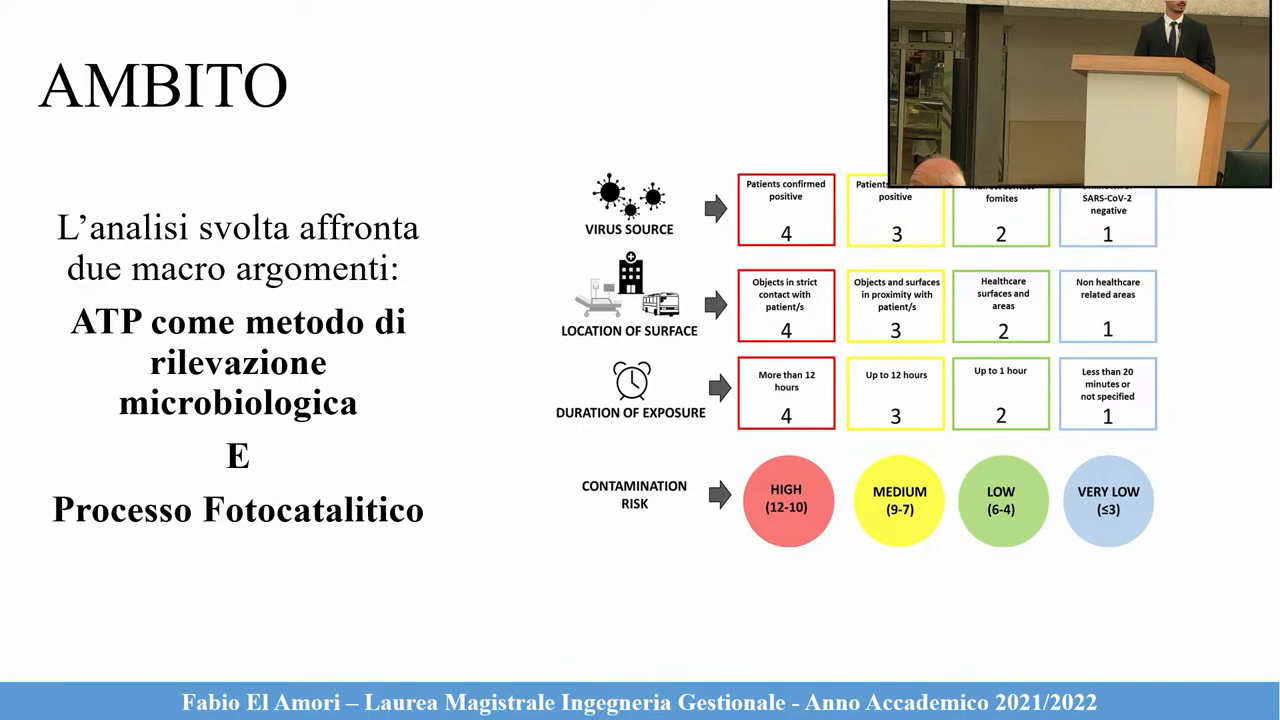 AMBITO
L’analisi svolta affronta
due macro argomenti:
ATP come metodo di
rilevazione
microbiologica
E
Processo Fotocatalitico
VIRUS SOURCE
Patients confirmed
positive
4
Patients
positive
3
fomites
2
SARS-CoV-2
negative
1
LOCATION OF SURFACE
Objects in strict
contact with
patient/s
4
Objects and surfaces
in proximity with
patient/s
3
Healthcare
surfaces and
areas
2
Non healthcare
related areas
1
DURATION OF EXPOSURE
More than 12
hours
4
Up to 12 hours
3
Up to 1 hour
2
Less than 20
minutes or
not specified
1
CONTAMINATION
RISK
HIGH
(12-10)
MEDIUM
(9-7)
LOW
(6-4)
VERY LOW
(≤3)
Fabio El Amori – Laurea Magistrale Ingegneria Gestionale - Anno Accademico 2021/2022